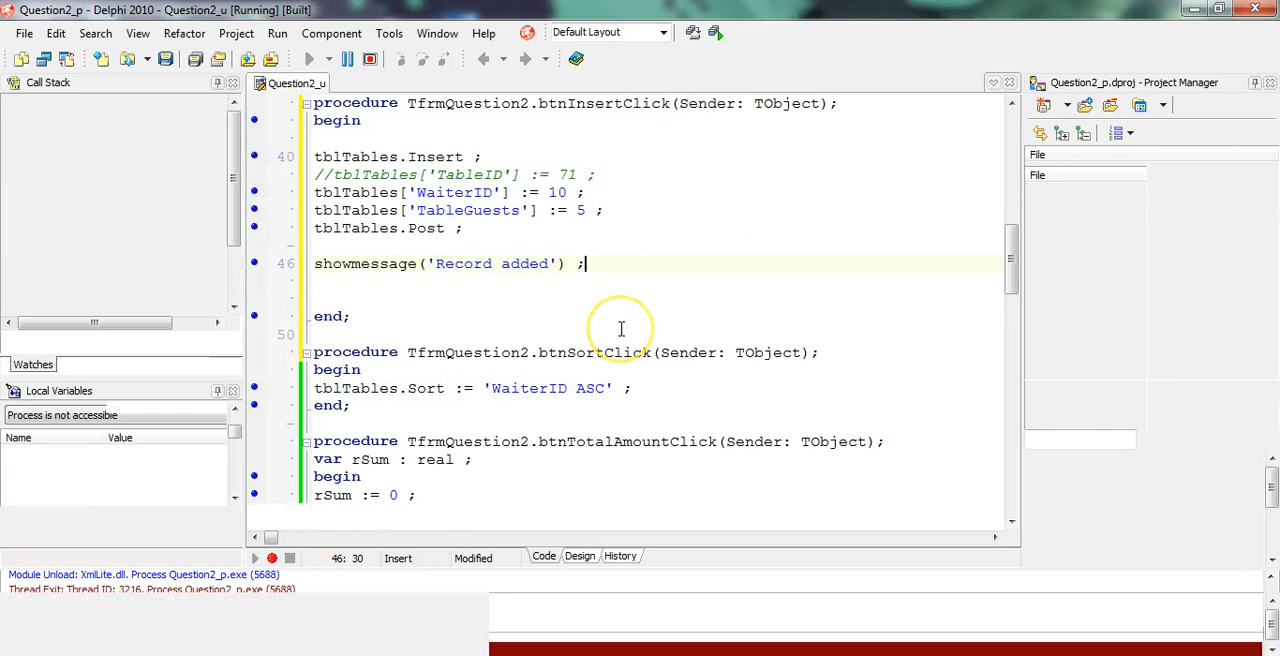 Question2_p - Delphi 2010 - Question2_u [Running] [Built]
File Edit Search View Refactor Project Run Component Tools Window Help Default Layout
Call Stack
Question2_u
Question2_p.dproj - Project Manager
procedure TfrmQuestion2.btnInsertClick(Sender: TObject);
begin
40 tblTables.Insert ;
//tblTables['TableID'] := 71 ;
tblTables['WaiterID'] := 10 ;
tblTables['TableGuests'] := 5 ;
tblTables.Post ;
46 showmessage('Record added') ;
end;
50
procedure TfrmQuestion2.btnSortClick(Sender: TObject);
begin
tblTables.Sort := 'WaiterID ASC' ;
end;
procedure TfrmQuestion2.btnTotalAmountClick(Sender: TObject);
var rSum : real ;
begin
rSum := 0 ;
File
File
Watches
Local Variables
Process is not accessible
Name Value
46: 30 Insert Modified Code Design History
Module Unload: XmlLite.dll. Process Question2_p.exe (5688)
Thread Exit: Thread ID: 3216. Process Question2_p.exe (5688)